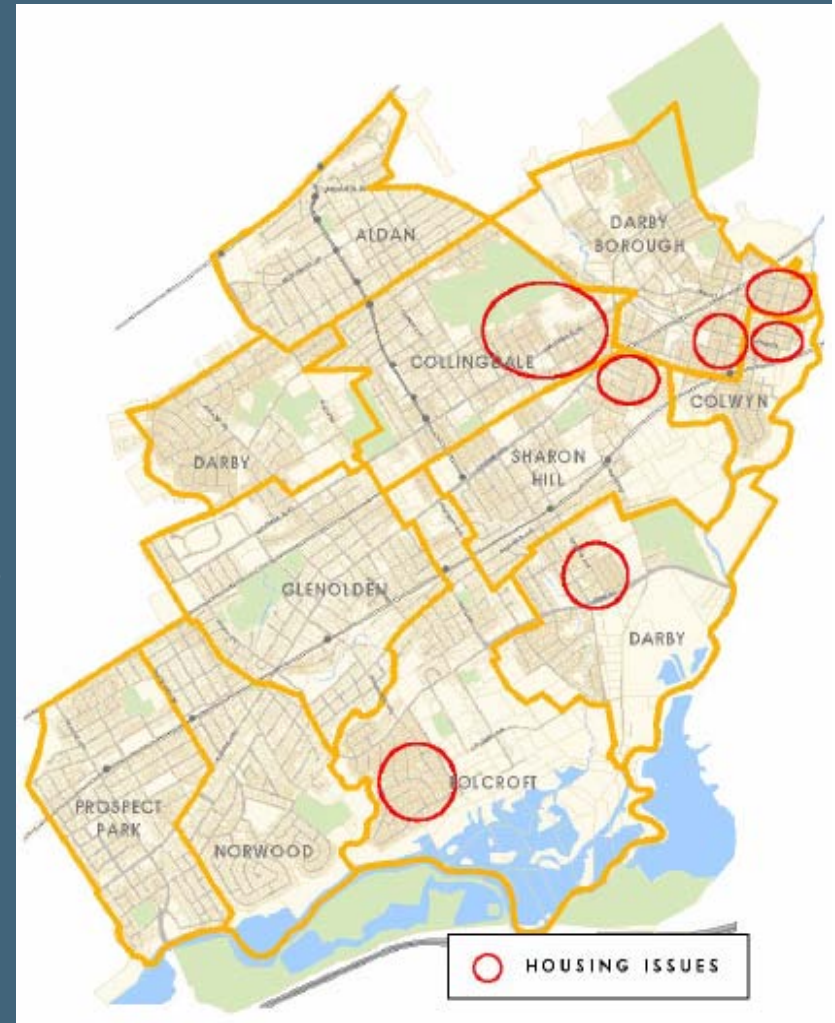 DARBY
BOROUGH
ALDAN
COLLINGDALE
COLWYN
DARBY
SHARON
HILL
GLENOLDEN
DARBY
FOLCROFT
PROSPECT
PARK
NORWOOD
HOUSING ISSUES